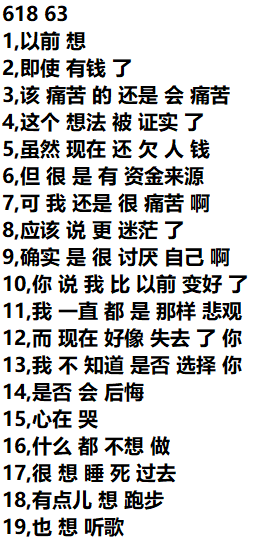 618 63
1,以前 想
2,即使 有钱 了
3,该 痛苦 的 还是 会 痛苦
4,这个 想法 被 证实 了
5,虽然 现在 还 欠 人 钱
6,但 很 是 有 资金来源
7,可 我 还是 很 痛苦 啊
8,应该 说 更 迷茫 了
9,确实 是 很 讨厌 自己 啊
10,你 说 我 比 以前 变好 了
11,我 一直 都 是 那样 悲观
12,而 现在 好像 失去 了 你
13,我 不 知道 是否 选择 你
14,是否 会 后悔
15,心在 哭
16,什么 都 不想 做
17,很 想 睡 死 过去
18,有点儿 想 跑步
19,也 想 听歌